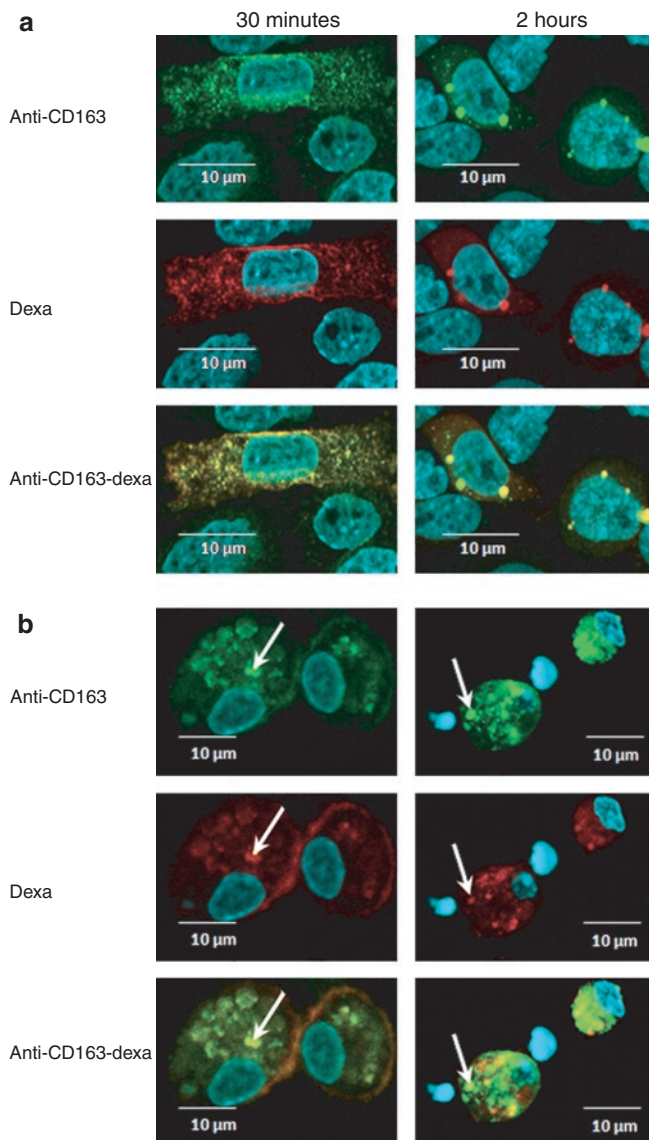 a
30 minutes 2 hours
Anti-CD163
10 µm 10 µm
Dexa
10 µm 10 µm
Anti-CD163-dexa
10 µm 10 µm
b
Anti-CD163
10 µm 10 µm
Dexa
10 µm 10 µm
Anti-CD163-dexa
10 µm 10 µm